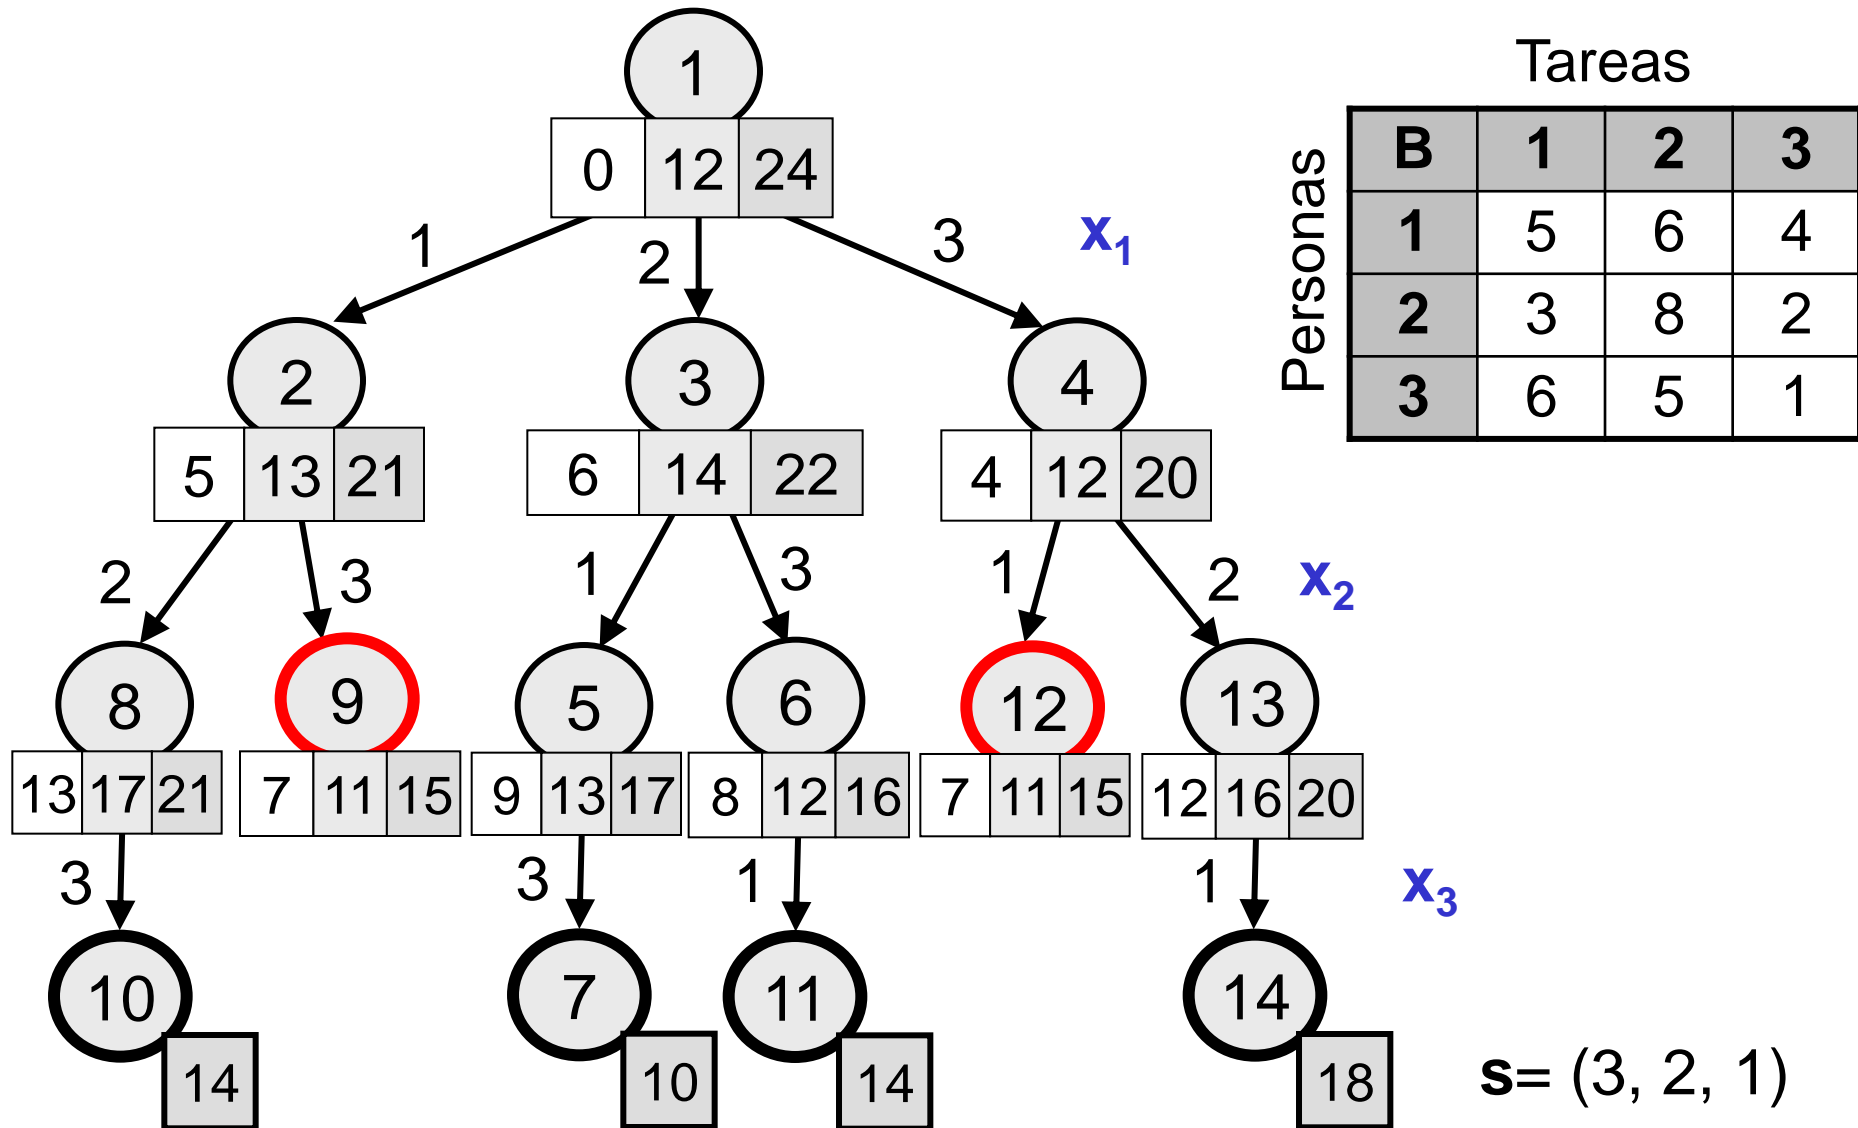 1
0 12 24
Tareas
Personas
B 1 2 3
1 5 6 4
2 3 8 2
3 6 5 1
1 2 3 x1
2 3 4
5 13 21 6 14 22 4 12 20
2 3 1 3 1 2 x2
8 9 5 6 12 13
13 17 21 7 11 15 9 13 17 8 12 16 7 11 15 12 16 20
3 3 1 1 x3
10 7 11 14
14 10 14 18
s= (3, 2, 1)